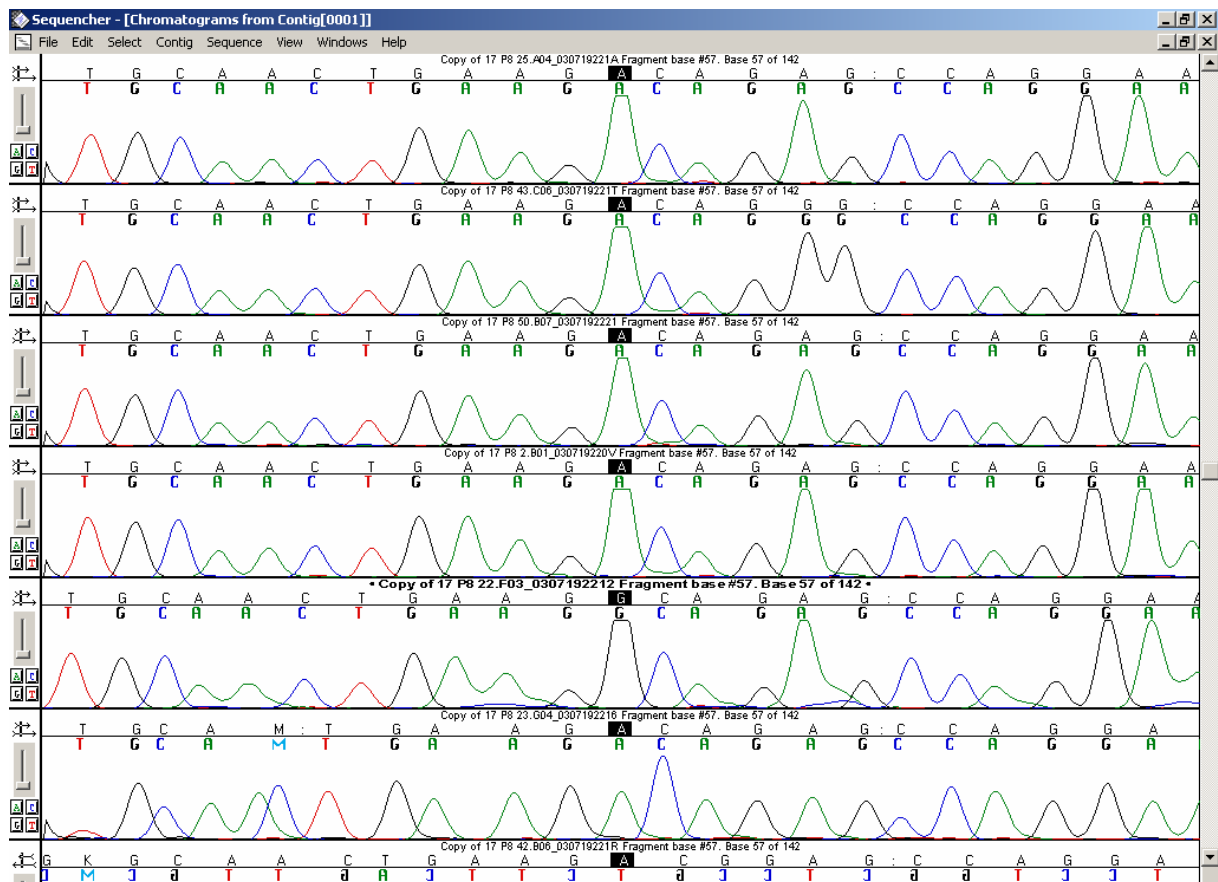 Sequencher - [Chromatograms from Contig[0001]]
File Edit Select Contig Sequence View Windows Help
Copy of 17 P8 25.A04_030719221A Fragment base #57. Base 57 of 142
T G C A A C T G A A G A C A G A G : C C A G G A A
T G C A A C T G A A G A C A G A G C C A G G A A
A C
G T
Copy of 17 P8 43.C06_030719221T Fragment base #57. Base 57 of 142
T G C A A C T G A A G A C A G G G : C C A G G A A
T G C A A C T G A A G A C A G G G C C A G G A A
A C
G T
Copy of 17 P8 50.B07_0307192221 Fragment base #57. Base 57 of 142
T G C A A C T G A A G A C A G A G : C C A G G A A
T G C A A C T G A A G A C A G A G C C A G G A A
A C
G T
Copy of 17 P8 2.B01_030719220V Fragment base #57. Base 57 of 142
T G C A A C T G A A G A C A G A G : C C A G G A A
T G C A A C T G A A G A C A G A G C C A G G A A
A C
G T
• Copy of 17 P8 22.F03_0307192212 Fragment base #57. Base 57 of 142 •
T G C A A C T G A A G G C A G A G : C C A G G A A
T G C A A C T G A A G G C A G A G C C A G G A A
A C
G T
Copy of 17 P8 23.G04_0307192216 Fragment base #57. Base 57 of 142
T G C A M : T G A A G A C A G A G : C C A G G A
T G C A M T G A A G A C A G A G C C A G G A
A C
G T
Copy of 17 P8 42.B06_030719221R Fragment base #57. Base 57 of 142
G K G C A A C T G A A G A C G G A G : C C A G G A